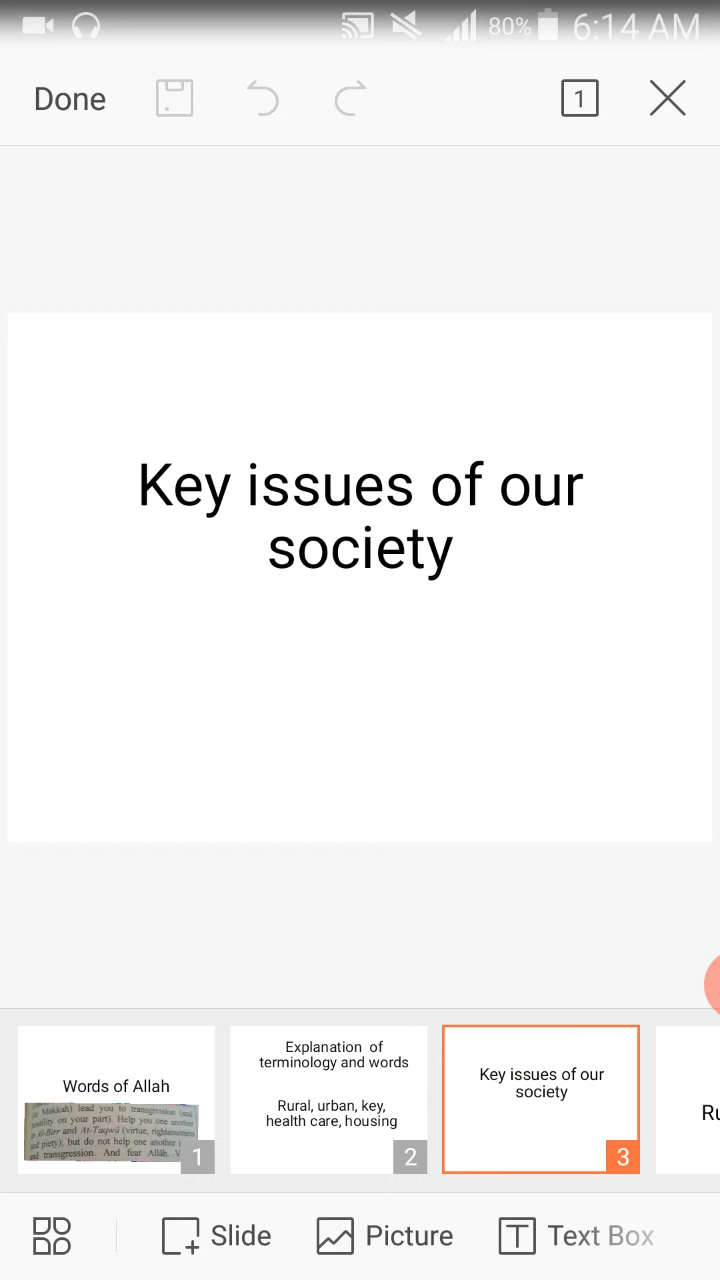 80% 6:14 AM
Done 1
Key issues of our
society
Words of Allah
Makkah) lead you to transgression (and
hostility on your part). Help you one another
in Al-Birr and At-Taqwâ (virtue, righteousness
and piety); but do not help one another i
transgression. And fear Allâh. V
1
Explanation of
terminology and words
Rural, urban, key,
health care, housing
2
Key issues of our
society
3
Ru
Slide Picture Text Box